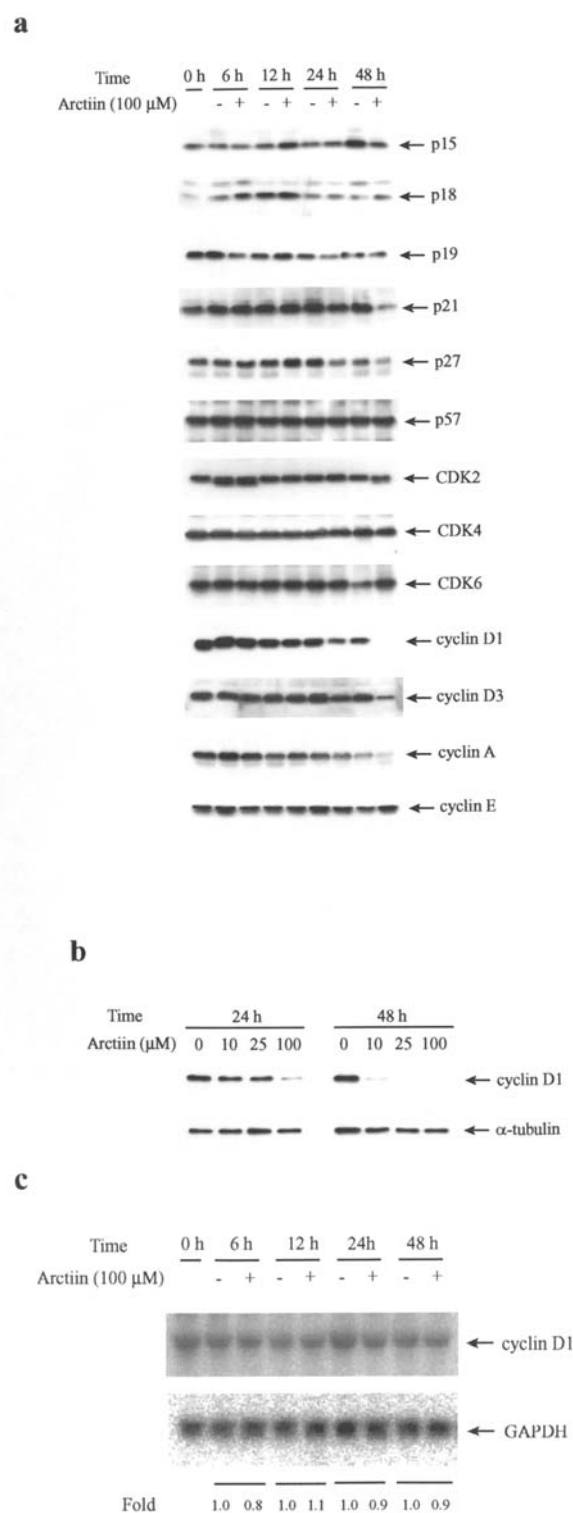 a
Time 0 h 6 h 12 h 24 h 48 h
Arctiin (100 μM) - + - + - + - +
p15
p18
p19
p21
p27
p57
CDK2
CDK4
CDK6
cyclin D1
cyclin D3
cyclin A
cyclin E
b
Time 24 h 48 h
Arctiin (μM) 0 10 25 100 0 10 25 100
cyclin D1
α-tubulin
c
Time 0 h 6 h 12 h 24h 48 h
Arctiin (100 μM) - + - + - + - +
cyclin D1
GAPDH
Fold 1.0 0.8 1.0 1.1 1.0 0.9 1.0 0.9